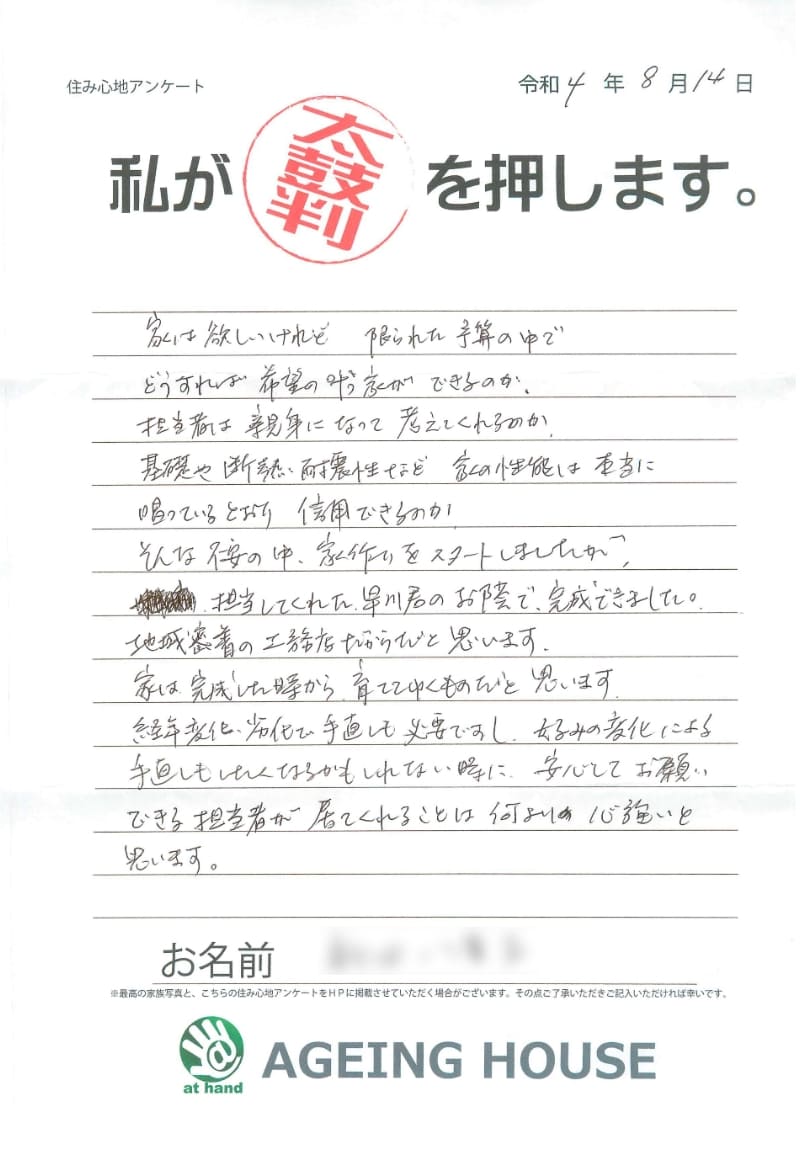 住み心地アンケート
令和4年8月14日
私が太鼓判を押します。
家は欲しいけれど 限られた予算の中で
どうすれば希望の叶う家ができるのか、
担当者は親身になって考えてくれるのか、
基礎や断熱・耐震性など 家の性能は本当に
唱っているとおり 信用できるのか、
そんな不安の中、家作りをスタートしましたが、
担当してくれた早川君のお陰で、完成できました。
地域密着の工務店だからだと思います。
家は完成した時から、育ててゆくものだと思います。
経年変化、劣化で手直しも必要ですし、好みの変化による
手直しもしたくなるかもしれない時に、安心してお願い
できる担当者が居てくれることは何よりも心強いと
思います。
お名前
※最高の家族写真と、こちらの住み心地アンケートをHPに掲載させていただく場合がございます。その点ご了承いただきご記入いただければ幸いです。
@
at hand
AGEING HOUSE